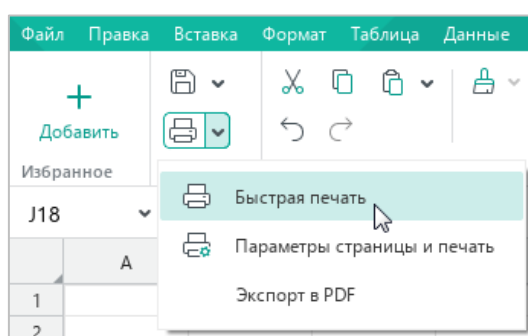 Файл Правка Вставка Формат Таблица Данные
Добавить
Избранное
J18
Быстрая печать
Параметры страницы и печать
Экспорт в PDF
A
1
2